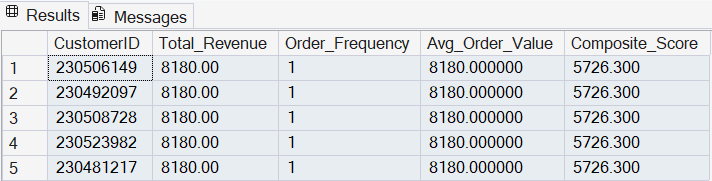 Results Messages
CustomerID Total_Revenue Order_Frequency Avg_Order_Value Composite_Score
1 230506149 8180.00 1 8180.000000 5726.300
2 230492097 8180.00 1 8180.000000 5726.300
3 230508728 8180.00 1 8180.000000 5726.300
4 230523982 8180.00 1 8180.000000 5726.300
5 230481217 8180.00 1 8180.000000 5726.300